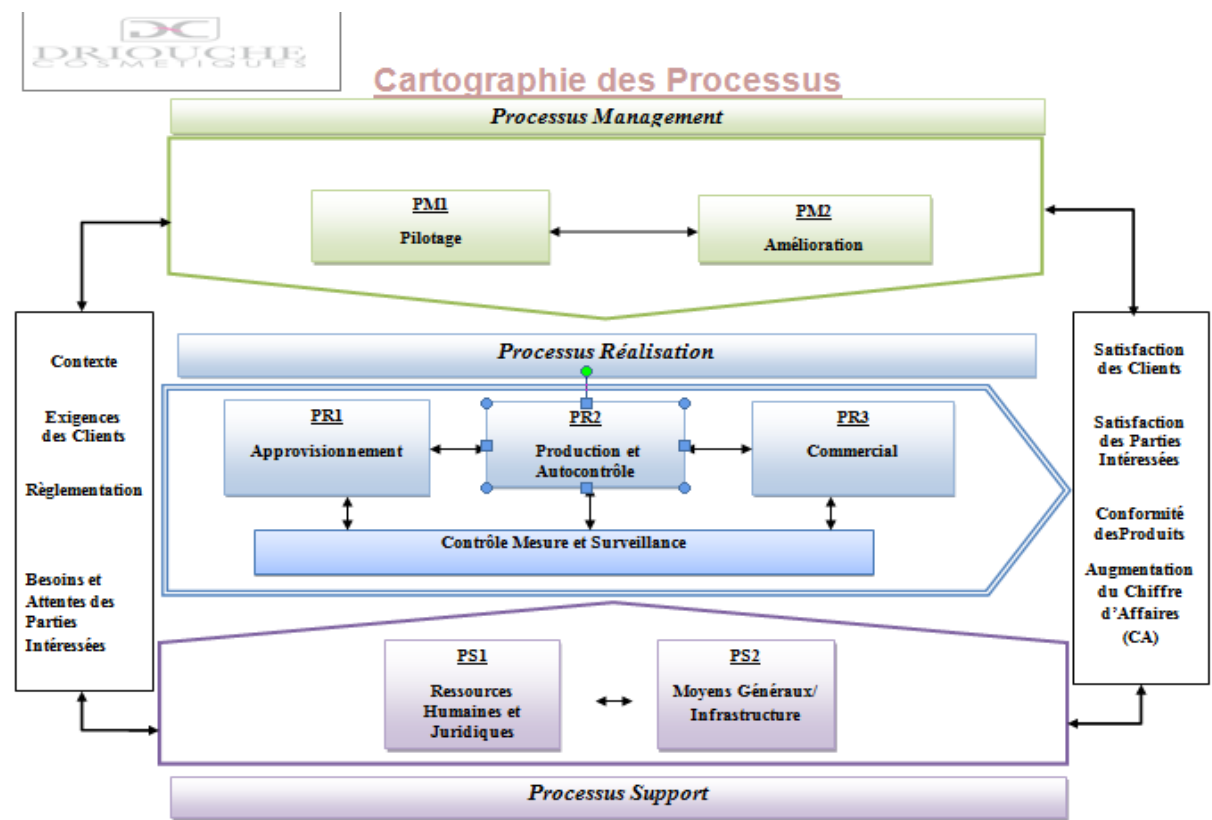 DRIOUCHE
COSMETIQUES
Cartographie des Processus
Processus Management
PM1
Pilotage
PM2
Amélioration
Contexte
Exigences
des Clients
Règlementation
Besoins et
Attentes des
Parties
Intéressées
Processus Réalisation
PR1
Approvisionnement
PR2
Production et
Autocontrôle
PR3
Commercial
Contrôle Mesure et Surveillance
Satisfaction
des Clients
Satisfaction
des Parties
Intéressées
Conformité
desProduits
Augmentation
du Chiffre
d’Affaires
(CA)
PS1
Ressources
Humaines et
Juridiques
PS2
Moyens Généraux/
Infrastructure
Processus Support